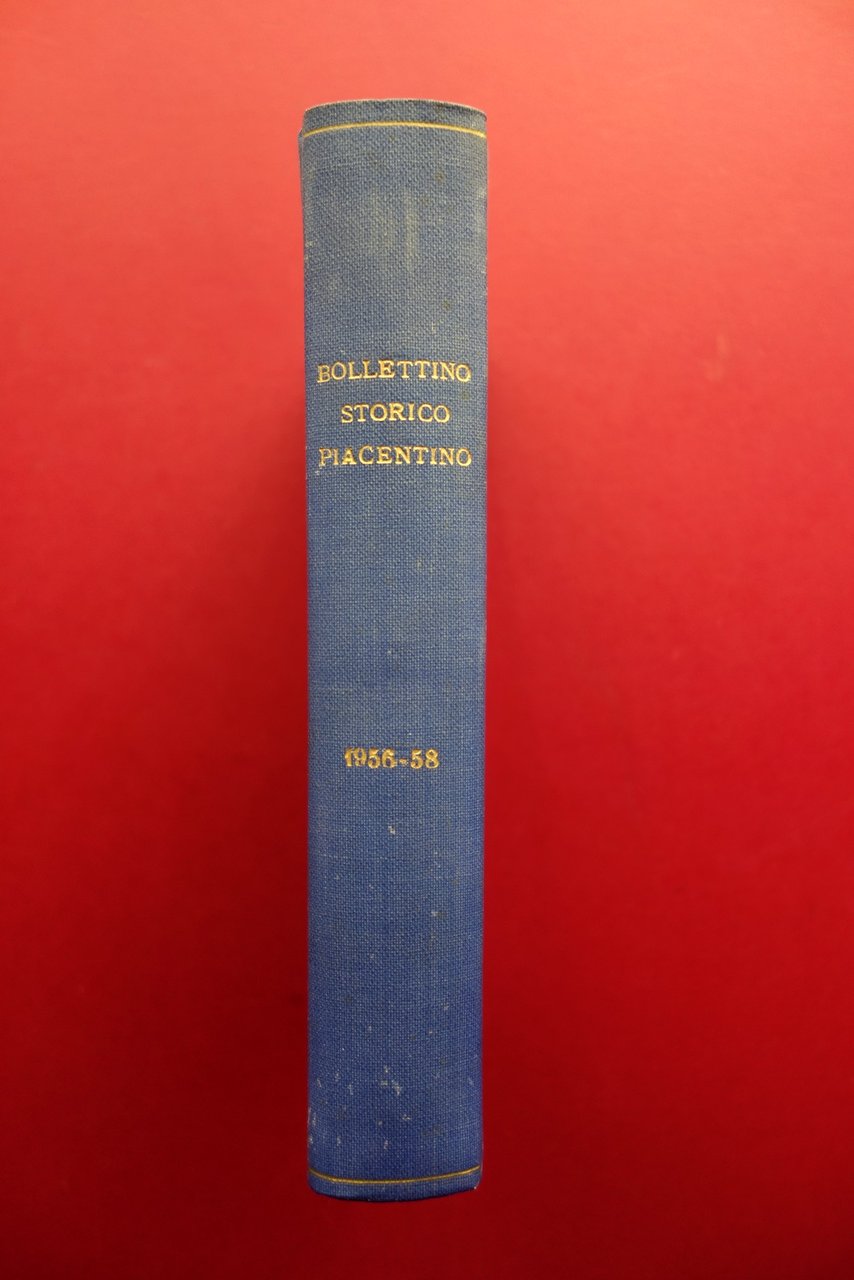 BOLLETTINO
STORICO
PIACENTINO
1956-58